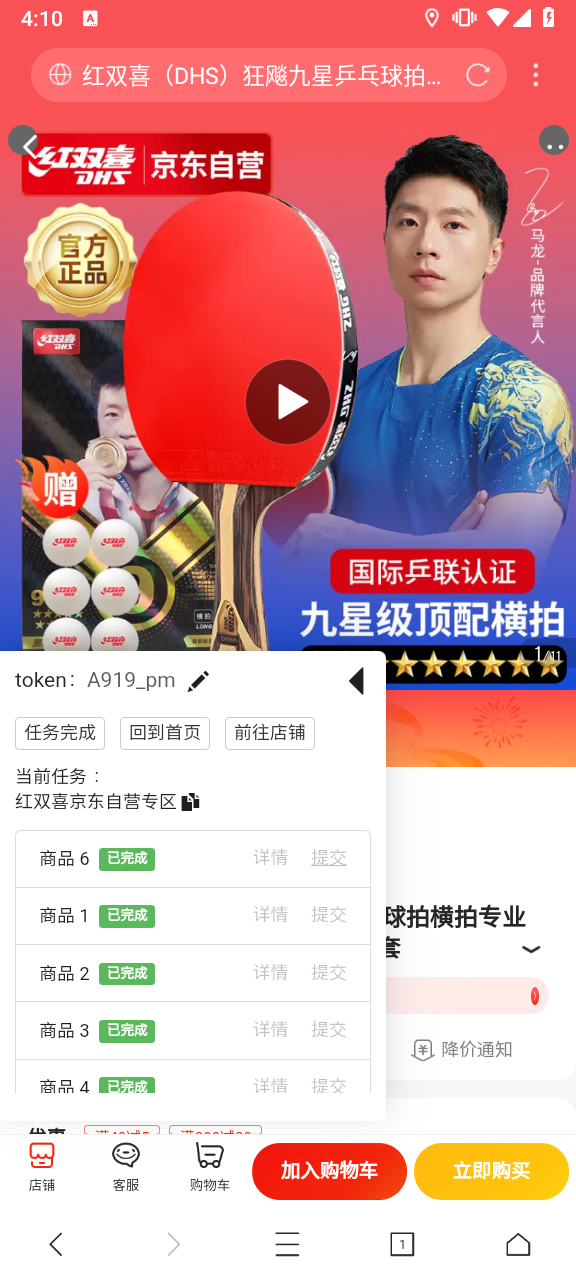 4:10
A
红双喜（DHS）狂飚九星乒乓球拍...
红双喜 DHS 京东自营
官方
正品
马龙-品牌代言人
红双喜 DHS
赠
国际乒联认证
九星级顶配横拍
1/11
token： A919_pm
任务完成 回到首页 前往店铺
当前任务：
红双喜京东自营专区
商品 6 已完成 详情 提交
商品 1 已完成 详情 提交
商品 2 已完成 详情 提交
商品 3 已完成 详情 提交
商品 4 已完成 详情 提交
球拍横拍专业
套
降价通知
优惠
店铺 客服 购物车 加入购物车 立即购买
1